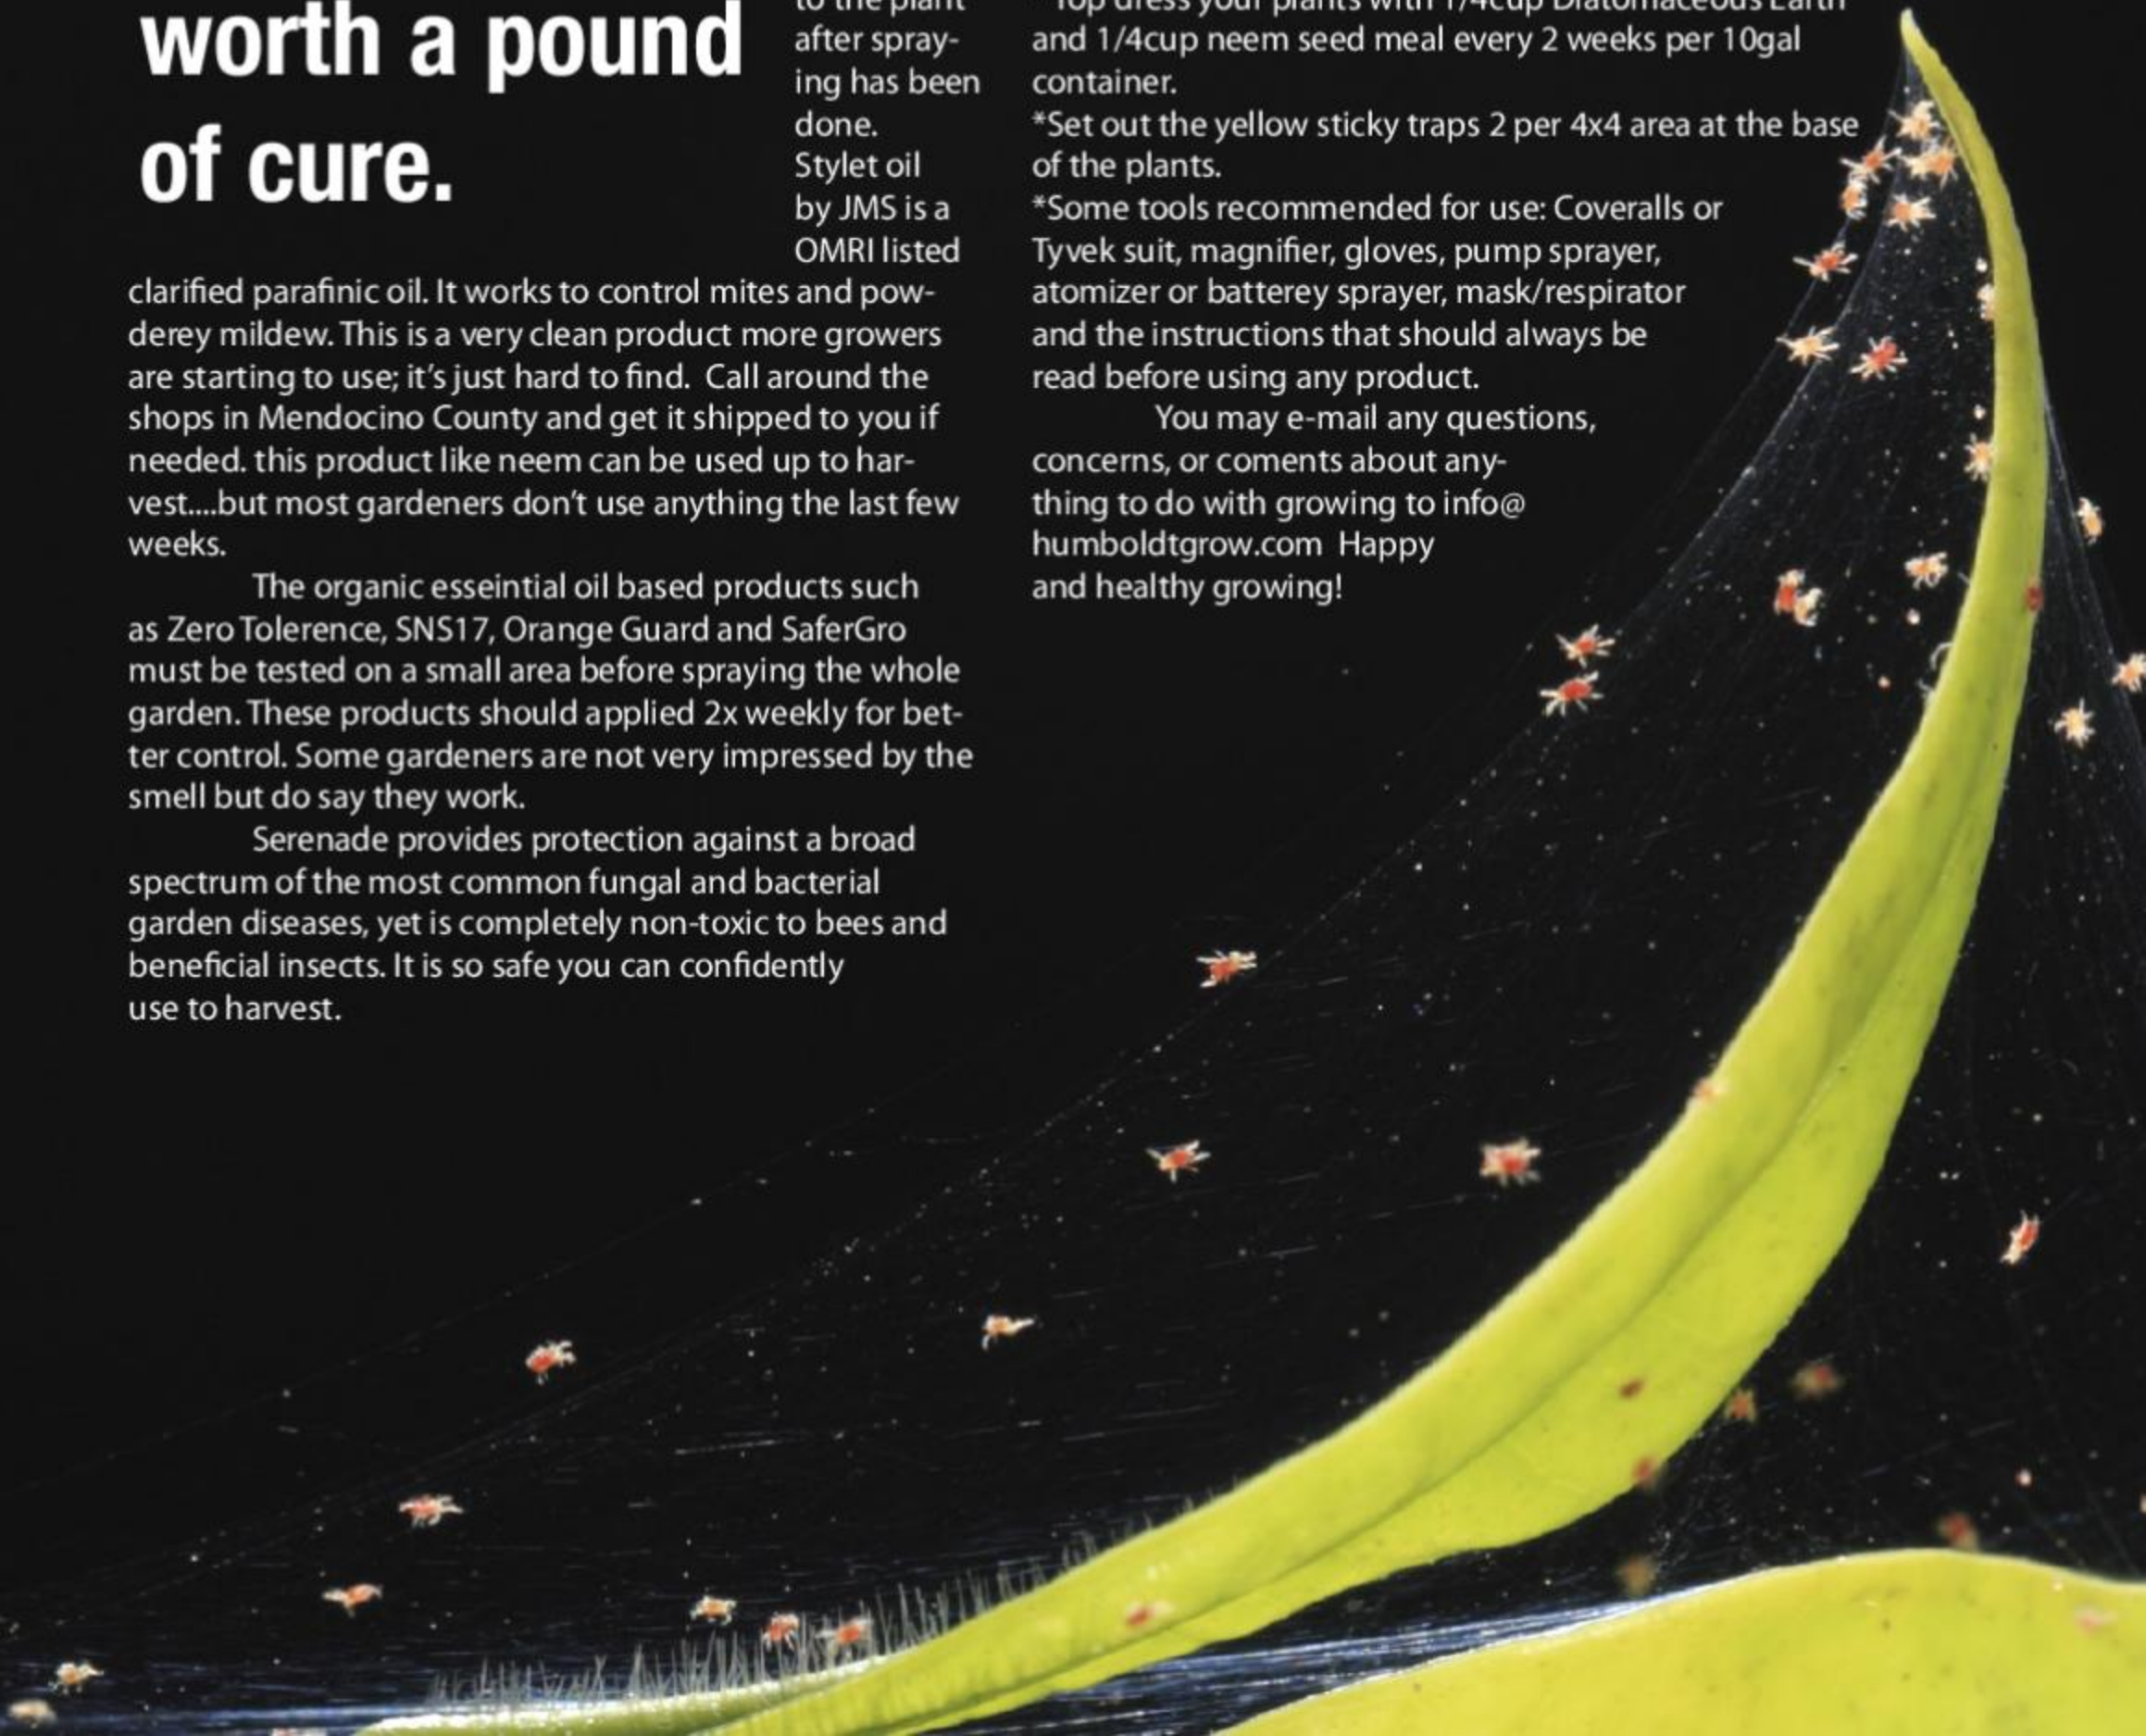 worth a pound
of cure.
to the plant
after spray-
ing has been
done.
Stylet oil
by JMS is a
OMRI listed
clarified parafinic oil. It works to control mites and pow-
derey mildew. This is a very clean product more growers
are starting to use; it's just hard to find.  Call around the
shops in Mendocino County and get it shipped to you if
needed. this product like neem can be used up to har-
vest....but most gardeners don't use anything the last few
weeks.
The organic esseintial oil based products such
as Zero Tolerence, SNS17, Orange Guard and SaferGro
must be tested on a small area before spraying the whole
garden. These products should applied 2x weekly for bet-
ter control. Some gardeners are not very impressed by the
smell but do say they work.
Serenade provides protection against a broad
spectrum of the most common fungal and bacterial
garden diseases, yet is completely non-toxic to bees and
beneficial insects. It is so safe you can confidently
use to harvest.
*Top dress your plants with 1/4cup Diatomaceous Earth
and 1/4cup neem seed meal every 2 weeks per 10gal
container.
*Set out the yellow sticky traps 2 per 4x4 area at the base
of the plants.
*Some tools recommended for use: Coveralls or
Tyvek suit, magnifier, gloves, pump sprayer,
atomizer or batterey sprayer, mask/respirator
and the instructions that should always be
read before using any product.
You may e-mail any questions,
concerns, or coments about any-
thing to do with growing to info@
humboldtgrow.com  Happy
and healthy growing!